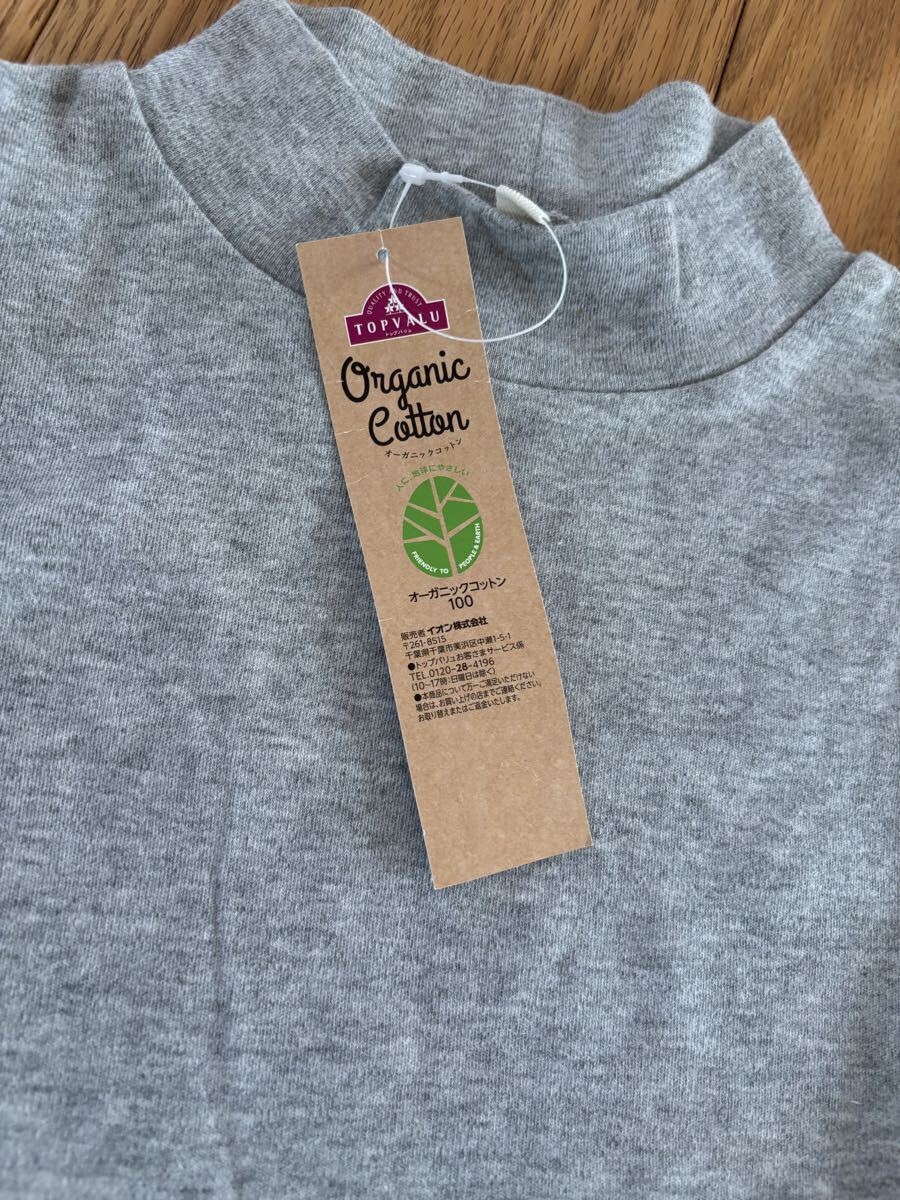 QUALITY AND TRUST
TOPVALU
トップバリュ
Organic
Cotton
オーガニックコットン
人に、地球にやさしい
FRIENDLY TO PEOPLE & EARTH
オーガニックコットン
100
販売者 イオン株式会社
〒261-8515
千葉県千葉市美浜区中瀬1-5-1
●トップバリュお客さまサービス係
TEL.0120-28-4196
(10~17時:日曜日は除く)
●本商品について万一ご満足いただけない
場合は、お買い上げの店までご連絡ください。
お取り替えまたはご返金いたします。